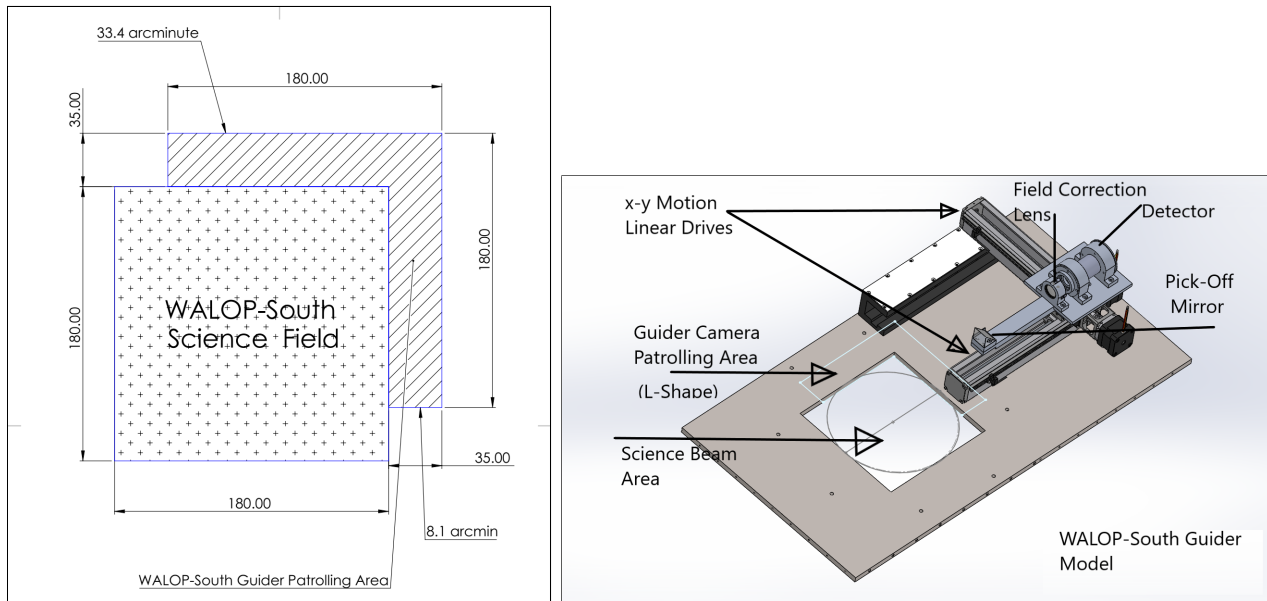 33.4 arcminute
180.00
35.00
WALOP-South
Science Field
180.00
180.00
35.00
180.00
8.1 arcmin
WALOP-South Guider Patrolling Area
x-y Motion
Linear Drives
Field Correction
Lens
Detector
Pick-Off
Mirror
Guider Camera
Patrolling Area
(L-Shape)
Science Beam
Area
WALOP-South Guider
Model